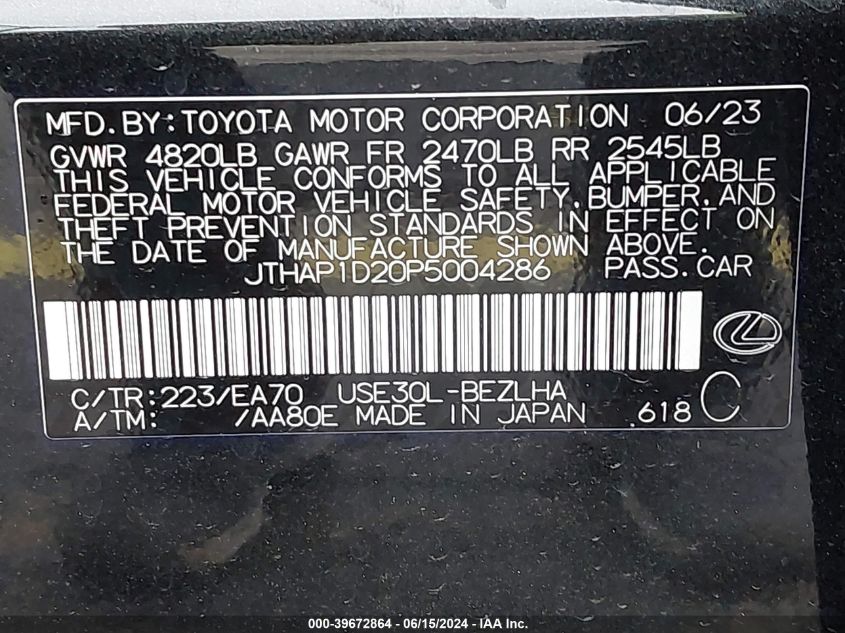 MFD.BY:TOYOTA MOTOR CORPORATION 06/23
GVWR 4820LB GAWR FR 2470LB RR 2545LB
THIS VEHICLE CONFORMS TO ALL APPLICABLE
FEDERAL MOTOR VEHICLE SAFETY,BUMPER,AND
THEFT PREVENTION STANDARDS IN EFFECT ON
THE DATE OF MANUFACTURE SHOWN ABOVE.
JTHAP1D20P5004286 PASS.CAR
C/TR:223/EA70 USE30L-BEZLHA
A/TM: /AA80E MADE IN JAPAN .618 C
000-39672864 - 06/15/2024 - IAA Inc.